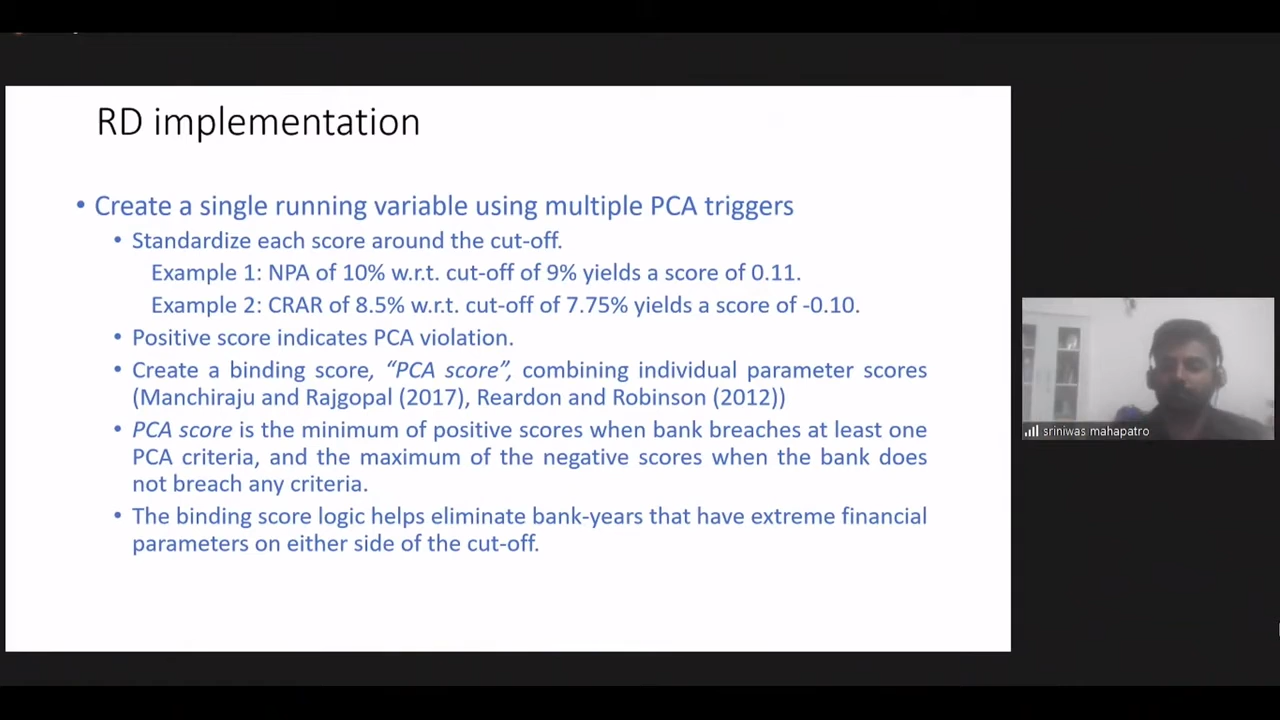 RD implementation
• Create a single running variable using multiple PCA triggers
• Standardize each score around the cut-off.
Example 1: NPA of 10% w.r.t. cut-off of 9% yields a score of 0.11.
Example 2: CRAR of 8.5% w.r.t. cut-off of 7.75% yields a score of -0.10.
• Positive score indicates PCA violation.
• Create a binding score, “PCA score”, combining individual parameter scores
(Manchiraju and Rajgopal (2017), Reardon and Robinson (2012))
• PCA score is the minimum of positive scores when bank breaches at least one
PCA criteria, and the maximum of the negative scores when the bank does
not breach any criteria.
• The binding score logic helps eliminate bank-years that have extreme financial
parameters on either side of the cut-off.
sriniwas mahapatro